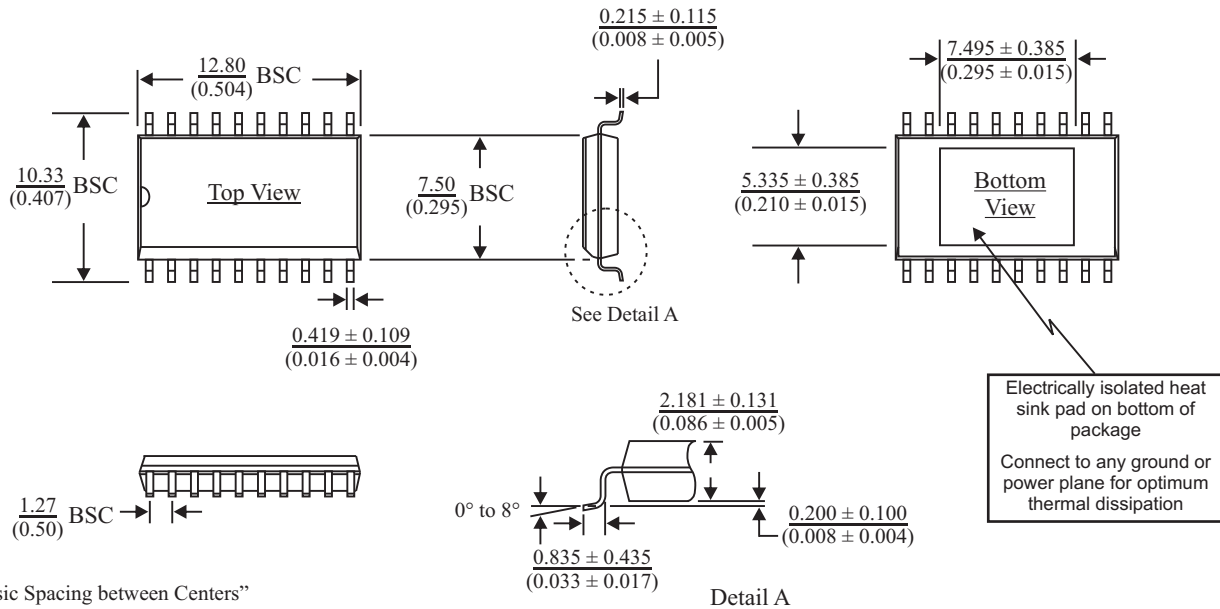 0.215 ± 0.115
(0.008 ± 0.005)
12.80
(0.504)
BSC
7.495 ± 0.385
(0.295 ± 0.015)
10.33
(0.407)
BSC
Top View
7.50
(0.295)
BSC
5.335 ± 0.385
(0.210 ± 0.015)
Bottom
View
See Detail A
0.419 ± 0.109
(0.016 ± 0.004)
Electrically isolated heat
sink pad on bottom of
package
Connect to any ground or
power plane for optimum
thermal dissipation
2.181 ± 0.131
(0.086 ± 0.005)
1.27
(0.50)
BSC
0° to 8°
0.200 ± 0.100
(0.008 ± 0.004)
0.835 ± 0.435
(0.033 ± 0.017)
Spacing between Centers”
Detail A